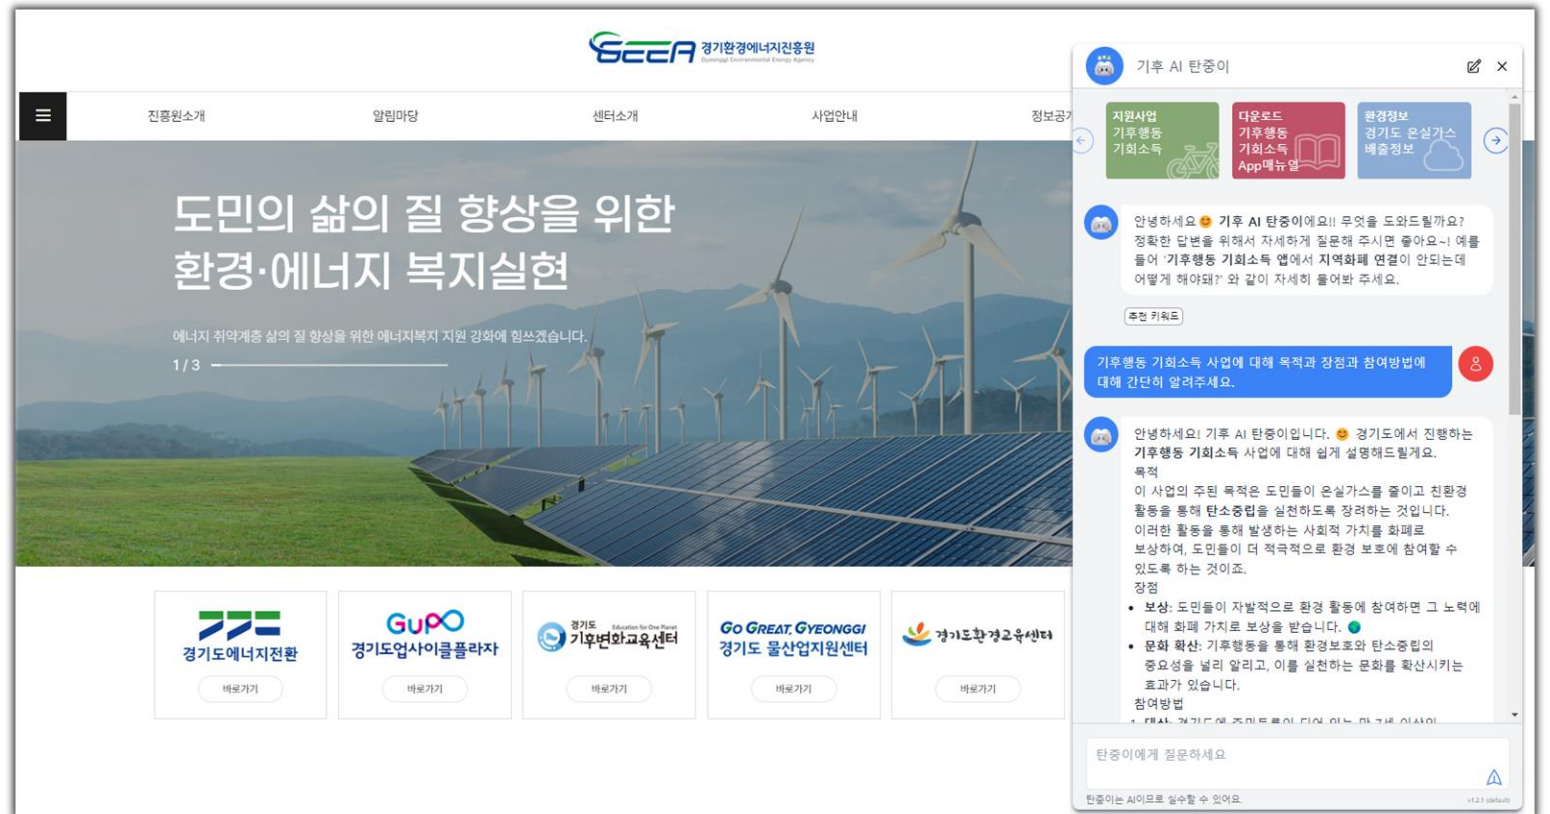 GEEA 경기환경에너지진흥원
Gyeonggi Environmental Energy Agency
진흥원소개
알림마당
센터소개
사업안내
정보공
도민의 삶의 질 향상을 위한
환경·에너지 복지실현
에너지 취약계층 삶의 질 향상을 위한 에너지복지 지원 강화에 힘쓰겠습니다.
1 / 3
경기도에너지전환
바로가기
GUPO
경기도업사이클플라자
바로가기
경기도 Education for One Planet
기후변화교육센터
바로가기
GO GREAT, GYEONGGI
경기도 물산업지원센터
바로가기
경기도환경교육센터
바로가기
기후 AI 탄중이
지원사업
기후행동
기회소득
다운로드
기후행동
기회소득
App매뉴얼
환경정보
경기도 온실가스
배출정보
안녕하세요😊 기후 AI 탄중이에요!! 무엇을 도와드릴까요?
정확한 답변을 위해서 자세하게 질문해 주시면 좋아요~! 예를
들어 '기후행동 기회소득 앱에서 지역화폐 연결이 안되는데
어떻게 해야돼?' 와 같이 자세히 물어봐 주세요.
추천 키워드
기후행동 기회소득 사업에 대해 목적과 장점과 참여방법에
대해 간단히 알려주세요.
안녕하세요! 기후 AI 탄중이입니다. 😊 경기도에서 진행하는
기후행동 기회소득 사업에 대해 쉽게 설명해드릴게요.
목적
이 사업의 주된 목적은 도민들이 온실가스를 줄이고 친환경
활동을 통해 탄소중립을 실천하도록 장려하는 것입니다.
이러한 활동을 통해 발생하는 사회적 가치를 화폐로
보상하여, 도민들이 더 적극적으로 환경 보호에 참여할 수
있도록 하는 것이죠.
장점
• 보상: 도민들이 자발적으로 환경 활동에 참여하면 그 노력에
대해 화폐 가치로 보상을 받습니다. 🌍
• 문화 확산: 기후행동을 통해 환경보호와 탄소중립의
중요성을 널리 알리고, 이를 실천하는 문화를 확산시키는
효과가 있습니다.
참여방법
1. 대상: 경기도에 주민등록이 되어 있는 만 7세 이상의
탄중이에게 질문하세요
탄중이는 AI이므로 실수할 수 있어요.
v1.2.1 (default)